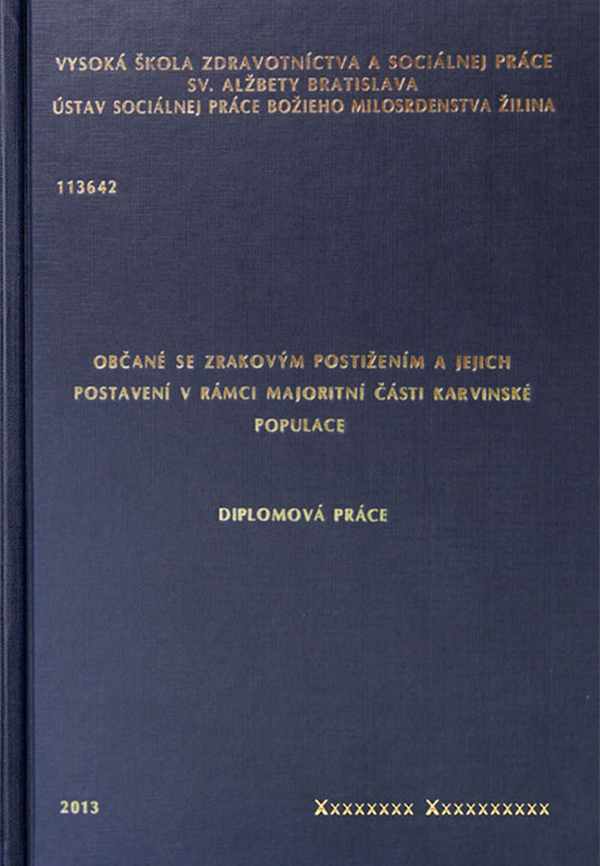 VYSOKÁ ŠKOLA ZDRAVOTNÍCTVA A SOCIÁLNEJ PRÁCE
SV. ALŽBETY BRATISLAVA
ÚSTAV SOCIÁLNEJ PRÁCE BOŽIEHO MILOSRDENSTVA ŽILINA
113642
OBČANÉ SE ZRAKOVÝM POSTIŽENÍM A JEJICH
POSTAVENÍ V RÁMCI MAJORITNÍ ČÁSTI KARVINSKÉ
POPULACE
DIPLOMOVÁ PRÁCE
2013 Xxxxxxxx Xxxxxxxxxx